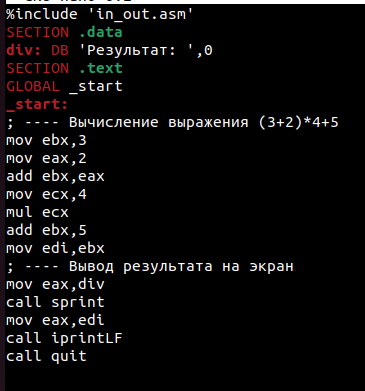 %include 'in_out.asm'
SECTION .data
div: DB 'Результат: ',0
SECTION .text
GLOBAL _start
_start:
; ---- Вычисление выражения (3+2)*4+5
mov ebx,3
mov eax,2
add ebx,eax
mov ecx,4
mul ecx
add ebx,5
mov edi,ebx
; ---- Вывод результата на экран
mov eax,div
call sprint
mov eax,edi
call iprintLF
call quit